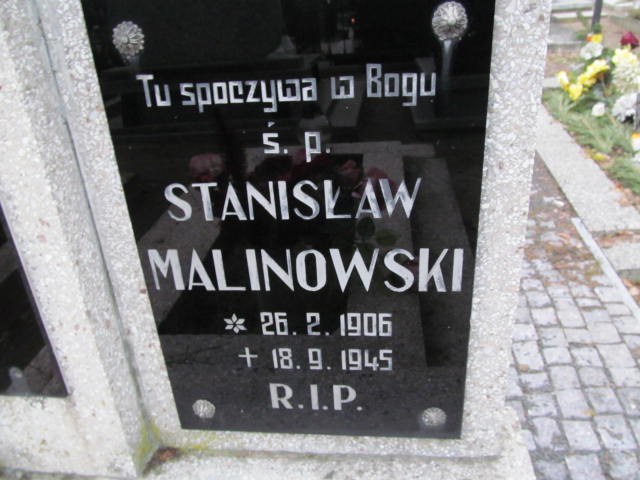 Tu spoczywa w Bogu
ś. p.
STANISŁAW
MALINOWSKI
* 26. 2. 1906
+ 18. 9. 1945
R.I.P.